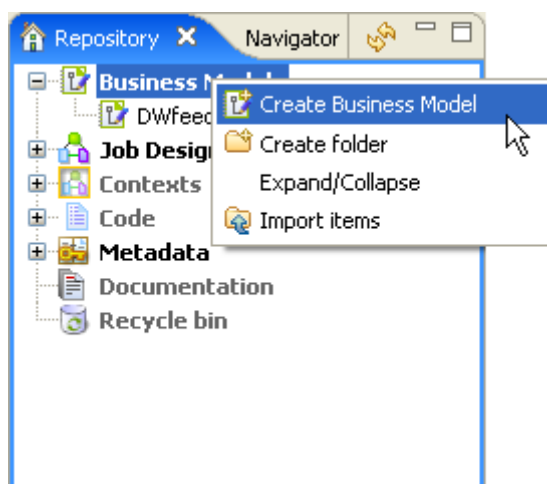 Repository Navigator
Business M
Create Business Model
DWfeed
Create folder
Job Desig
Contexts
Expand/Collapse
Code
Import items
Metadata
Documentation
Recycle bin